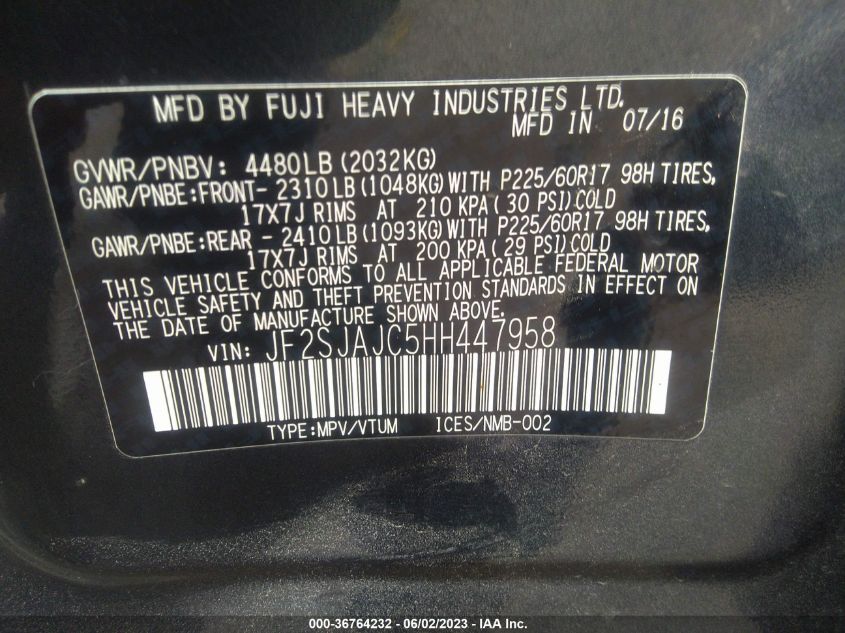 MFD BY FUJI HEAVY INDUSTRIES LTD.
MFD IN 07/16
GVWR/PNBV: 4480LB (2032KG)
GAWR/PNBE:FRONT- 2310 LB (1048KG) WITH P225/60R17 98H TIRES,
17X7J RIMS AT 210 KPA (30 PSI) COLD
GAWR/PNBE:REAR - 2410 LB (1093KG) WITH P225/60R17 98H TIRES,
17X7J RIMS AT 200 KPA (29 PSI) COLD
THIS VEHICLE CONFORMS TO ALL APPLICABLE FEDERAL MOTOR
VEHICLE SAFETY AND THEFT PREVENTION STANDARDS IN EFFECT ON
THE DATE OF MANUFACTURE SHOWN ABOVE.
VIN: JF2SJAJC5HH447958
TYPE:MPV/VTUM ICES/NMB-002
000-36764232 - 06/02/2023 - IAA Inc.